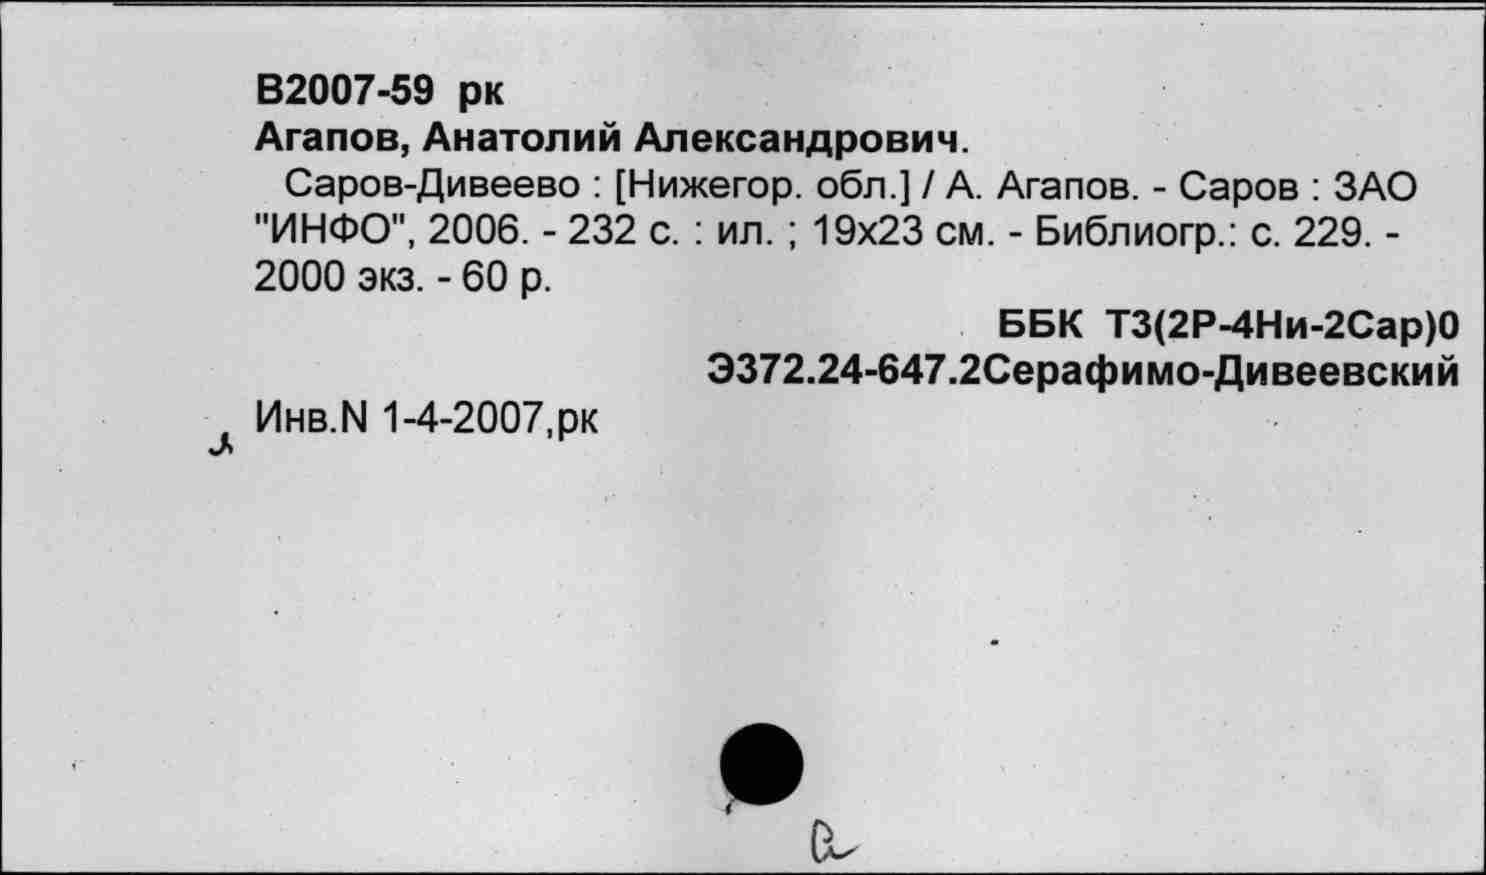 В2007-59 рк
Агапов, Анатолий Александрович.
Саров-Дивеево : [Нижегор. обл.] / А. Агапов. - Саров : ЗАО
"ИНФО", 2006. - 232 с. : ил. ; 19х23 см. - Библиогр.: с. 229. -
2000 экз. - 60 р.
ББК Т3(2Р-4Ни-2Сар)0
Э372.24-647.2Серафимо-Дивеевский
Инв.N 1-4-2007,рк